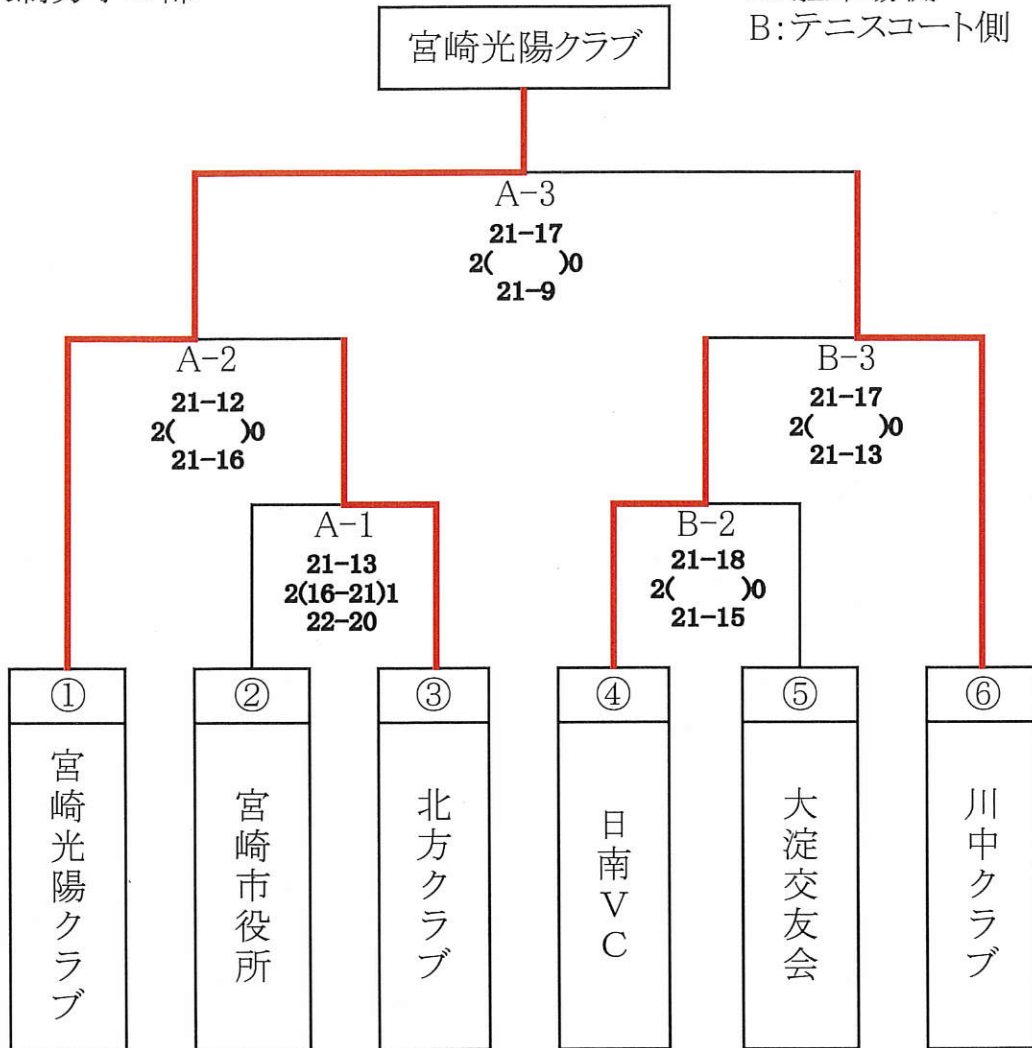 宮崎光陽クラブ
B:テニスコート側
A-3
21-17
2( )0
21-9
A-2
21-12
2( )0
21-16
B-3
21-17
2( )0
21-13
A-1
21-13
2(16-21)1
22-20
B-2
21-18
2( )0
21-15
①
②
③
④
⑤
⑥
宮崎光陽クラブ
宮崎市役所
北方クラブ
日南VC
大淀交友会
川中クラブ